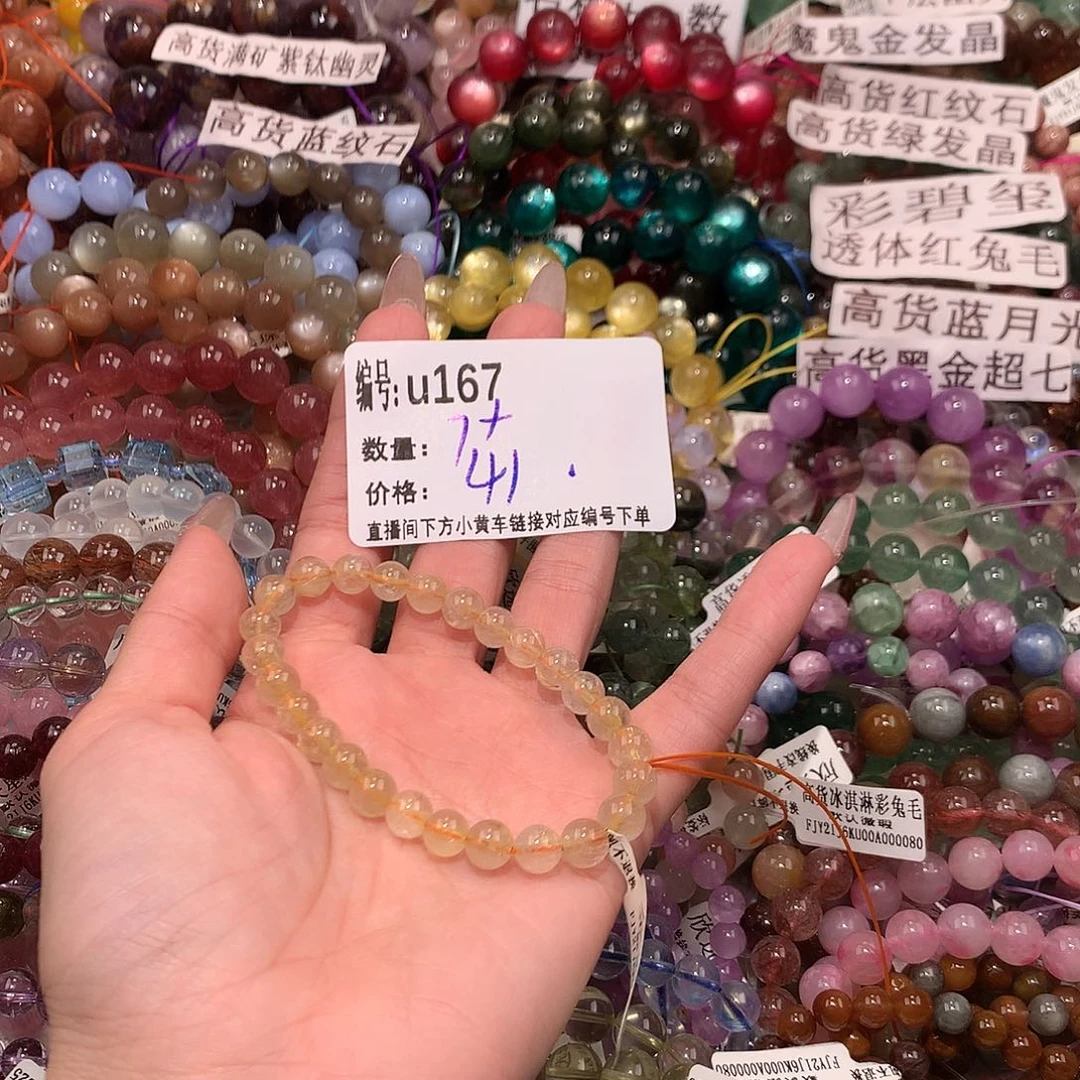 高货满矿紫钛幽灵
高货蓝纹石
魔鬼金发晶
高货红纹石
高货绿发晶
彩碧玺
透体红兔毛
高货蓝月光
高货黑金超七
编号:u167
数量: 7+
价格: 41.
直播间下方小黄车链接对应编号下单
高货冰淇淋彩兔毛
FJY21J6KU00A000080
FJY21J6KU00A000080